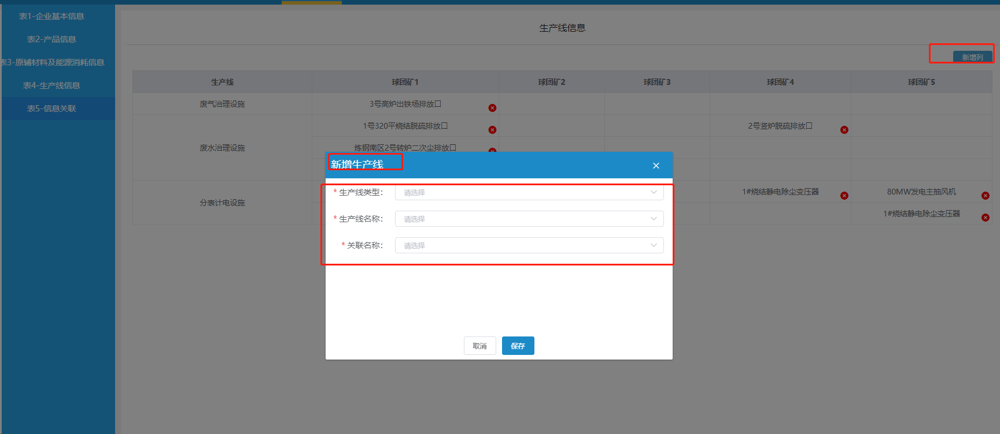 表1-企业基本信息
表2-产品信息
表3-原辅材料及能源消耗信息
表4-生产线信息
表5-信息关联
生产线信息
新增列
生产线 球团矿1 球团矿2 球团矿3 球团矿4 球团矿5
废气治理设施 3号高炉出铁场排放口
1号320平烧结脱硫排放口 2号竖炉脱硫排放口
废水治理设施 炼钢南区2号转炉二次尘排放口
分表计电设施 1#烧结静电除尘变压器 80MW发电主抽风机
1#烧结静电除尘变压器
新增生产线
* 生产线类型： 请选择
* 生产线名称： 请选择
* 关联名称： 请选择
取消 保存